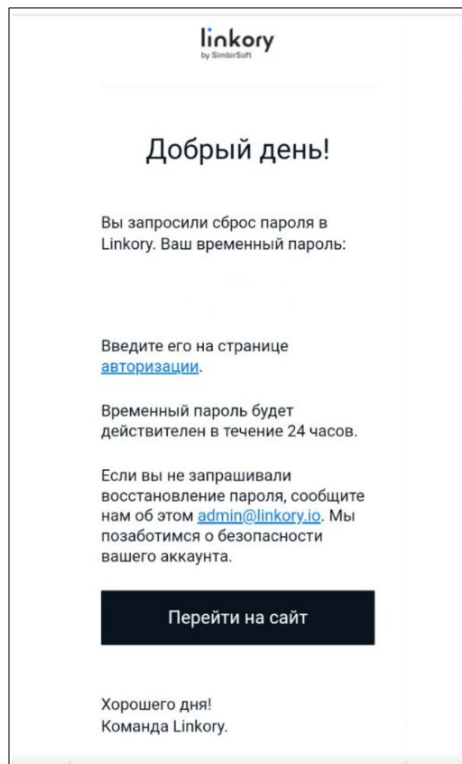 linkory
by SimbirSoft
Добрый день!
Вы запросили сброс пароля в
Linkory. Ваш временный пароль:
Введите его на странице
авторизации.
Временный пароль будет
действителен в течение 24 часов.
Если вы не запрашивали
восстановление пароля, сообщите
нам об этом admin@linkory.io. Мы
позаботимся о безопасности
вашего аккаунта.
Перейти на сайт
Хорошего дня!
Команда Linkory.